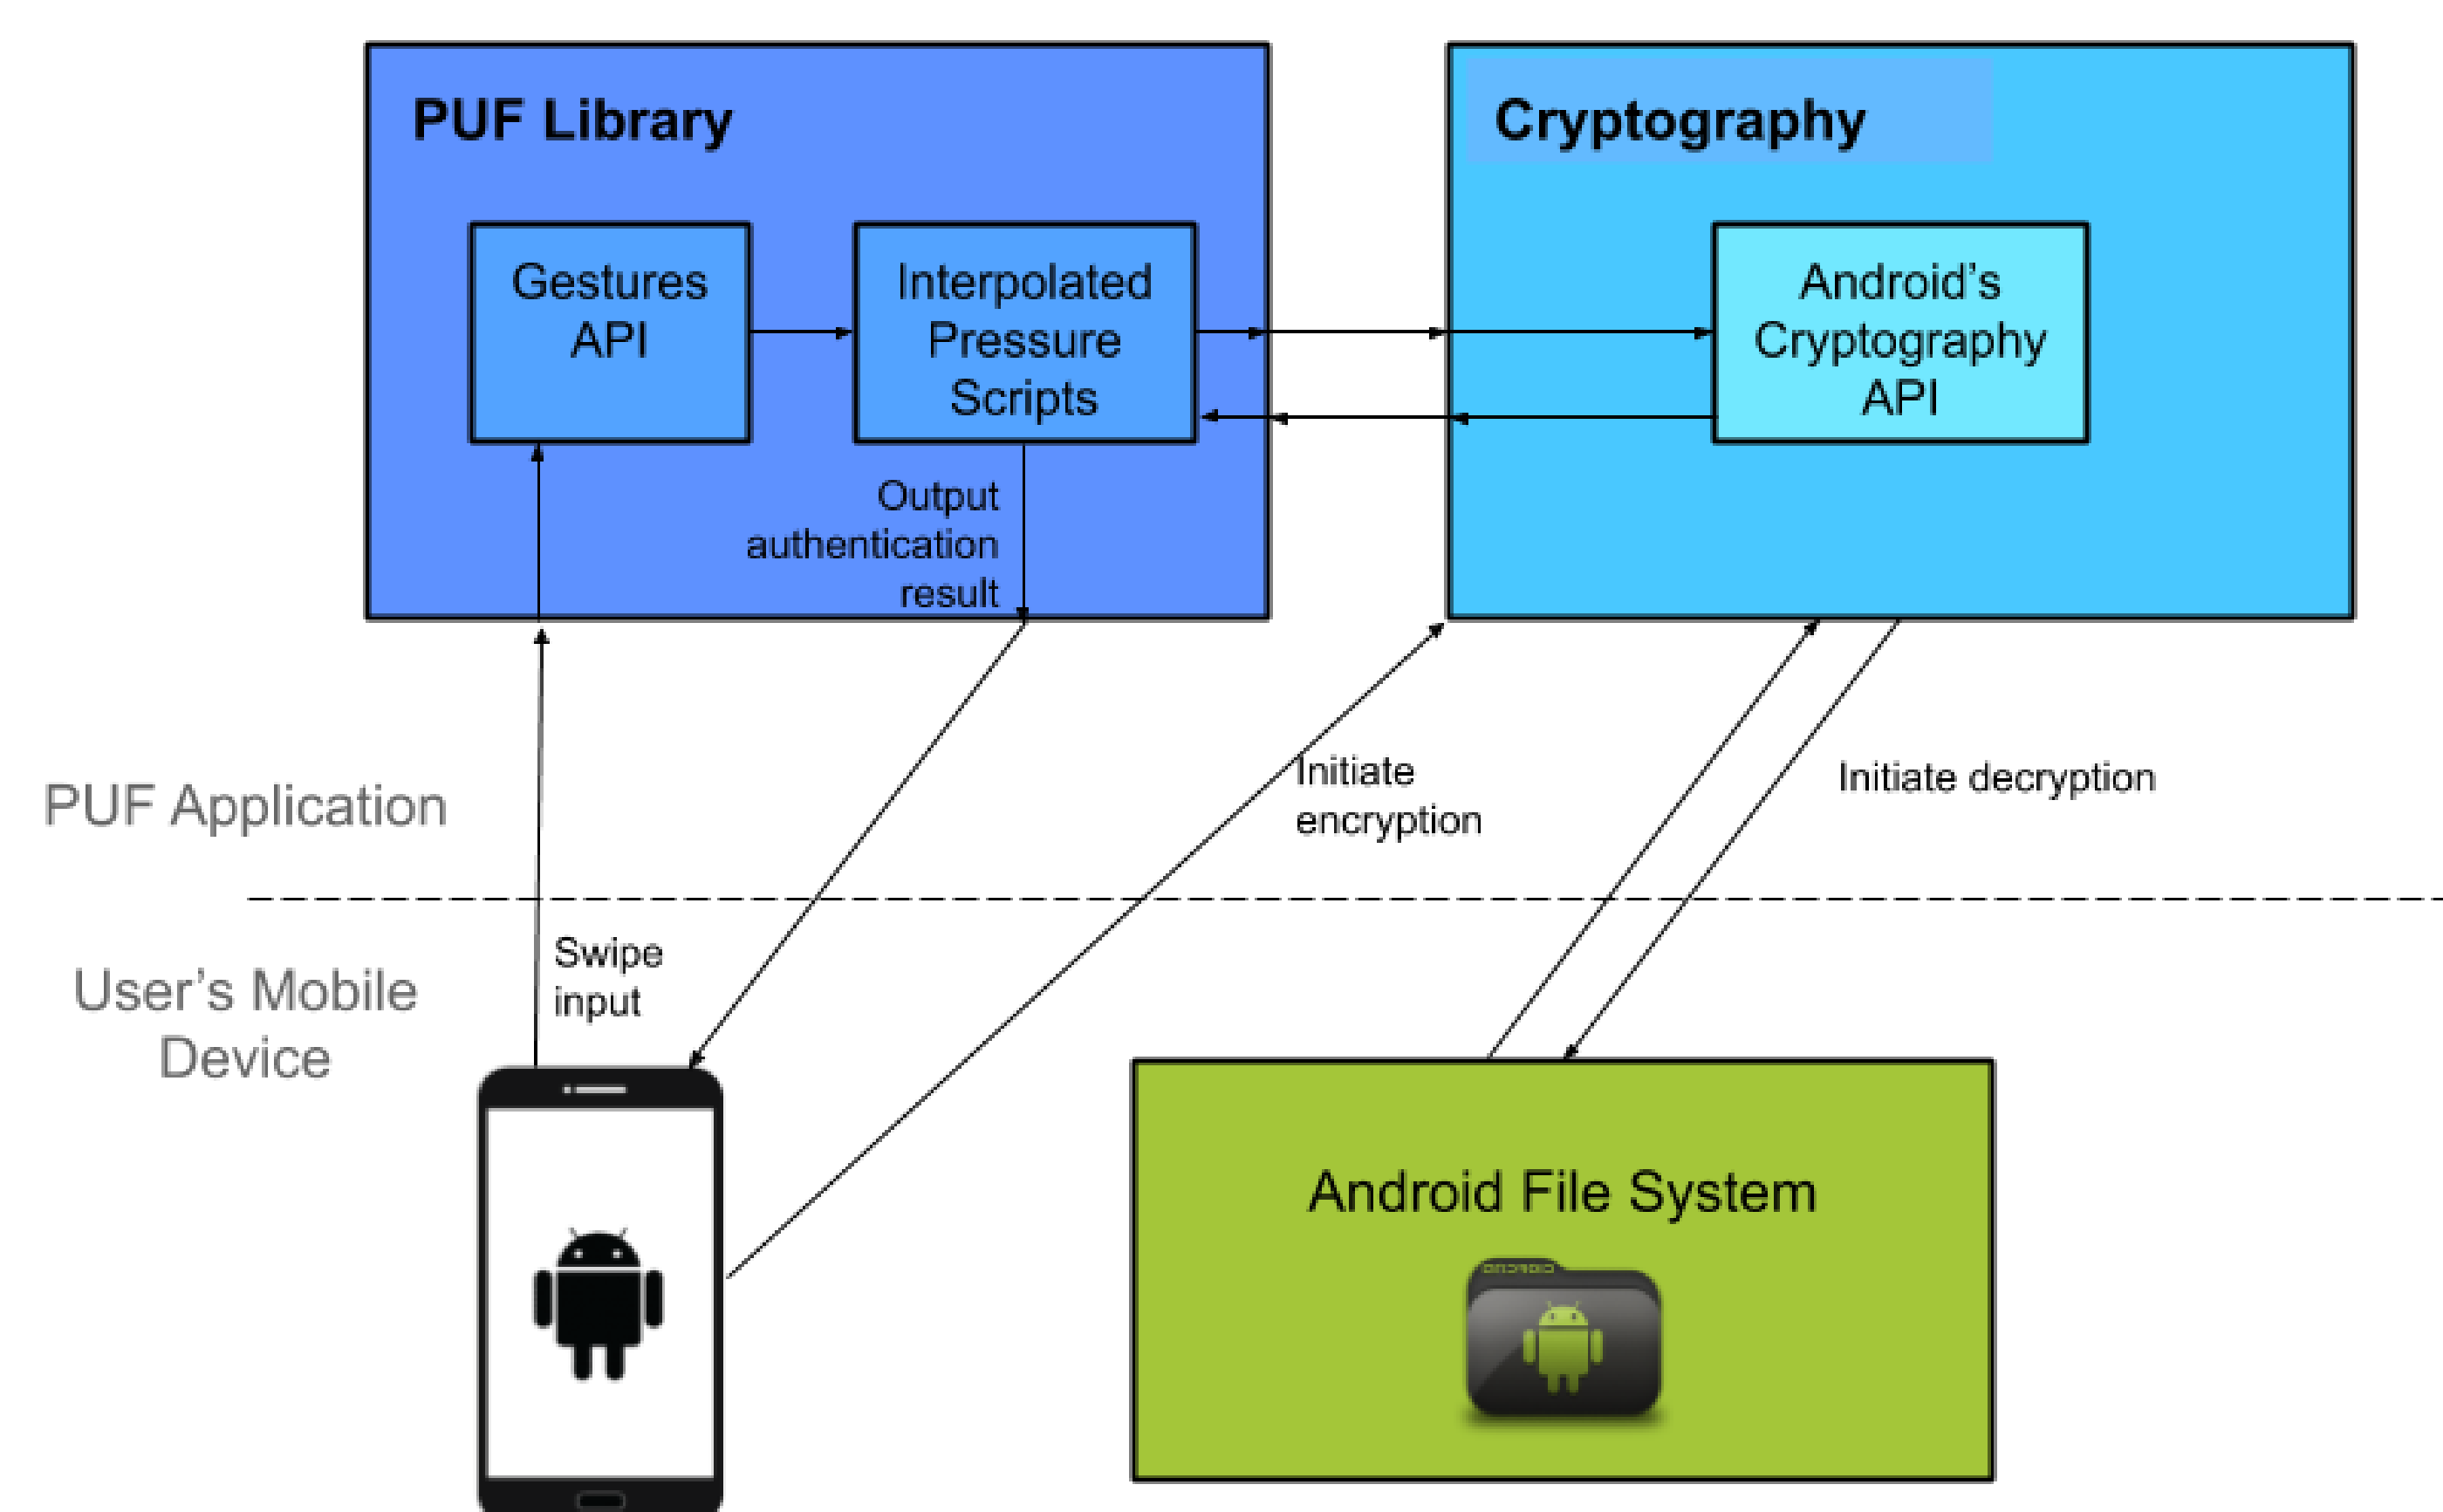 PUF Library
Cryptography
Gestures
API
Interpolated
Pressure
Scripts
Android's
Cryptography
API
Output
authentication
result
Initiate
encryption
Initiate decryption
PUF Application
Swipe
input
User's Mobile
Device
Android File System